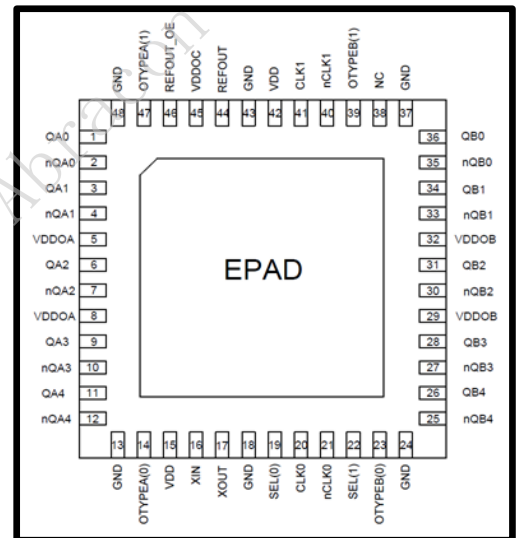 GND OTYPEA(1) REFOUT_OE VDDOC REFOUT GND VDD CLK1 nCLK1 OTYPEB(1) NC GND
48 47 46 45 44 43 42 41 40 39 38 37
QA0 1 36 QB0
nQA0 2 35 nQB0
QA1 3 34 QB1
nQA1 4 33 nQB1
VDDOA 5 32 VDDOB
QA2 6 31 QB2
nQA2 7 30 nQB2
VDDOA 8 29 VDDOB
QA3 9 28 QB3
nQA3 10 27 nQB3
QA4 11 26 QB4
nQA4 12 25 nQB4
EPAD
13 14 15 16 17 18 19 20 21 22 23 24
GND OTYPEA(0) VDD XIN XOUT GND SEL(0) CLK0 nCLK0 SEL(1) OTYPEB(0) GND
Abracon